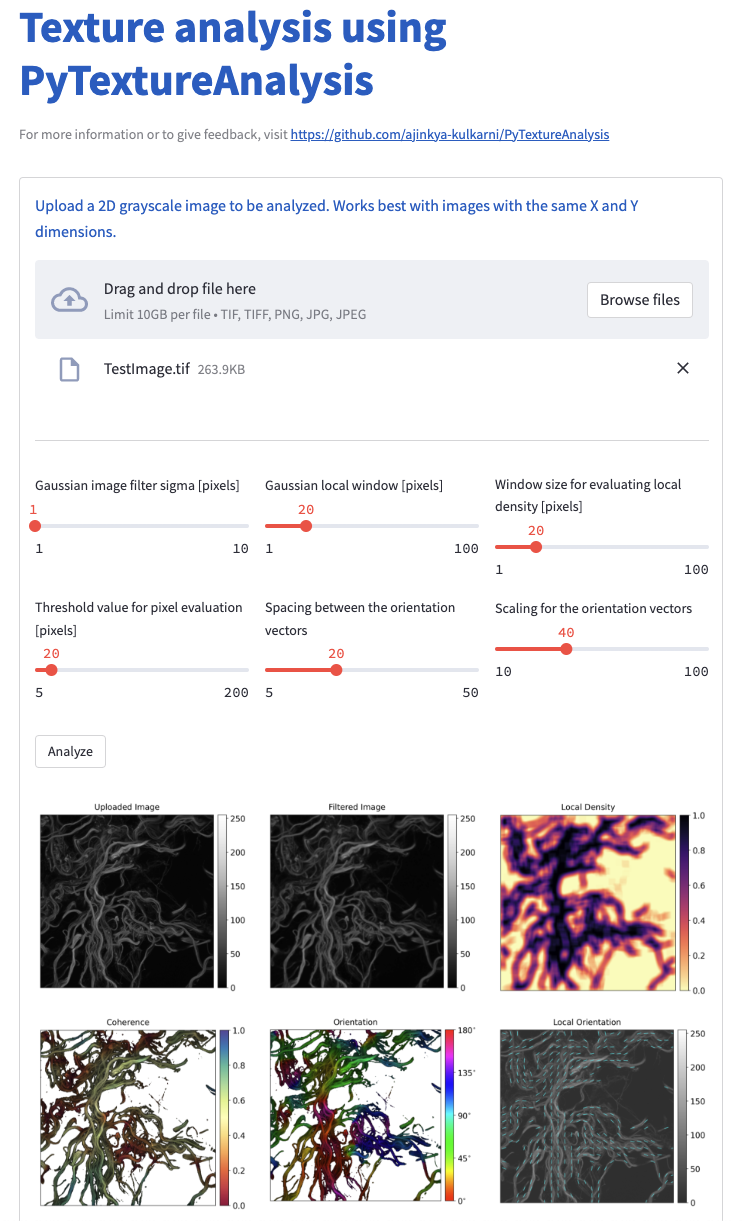 Texture analysis using
PyTextureAnalysis
For more information or to give feedback, visit https://github.com/ajinkya-kulkarni/PyTextureAnalysis
Upload a 2D grayscale image to be analyzed. Works best with images with the same X and Y
dimensions.
Drag and drop file here
Limit 10GB per file • TIF, TIFF, PNG, JPG, JPEG
Browse files
TestImage.tif 263.9KB
Gaussian image filter sigma [pixels]
1
1 10
Gaussian local window [pixels]
20
1 100
Window size for evaluating local
density [pixels]
20
1 100
Threshold value for pixel evaluation
[pixels]
20
5 200
Spacing between the orientation
vectors
20
5 50
Scaling for the orientation vectors
40
10 100
Analyze
Uploaded Image
250
200
150
100
50
0
Filtered Image
250
200
150
100
50
0
Local Density
1.0
0.8
0.6
0.4
0.2
0.0
Coherence
1.0
0.8
0.6
0.4
0.2
0.0
Orientation
180°
135°
90°
45°
0°
Local Orientation
250
200
150
100
50
0